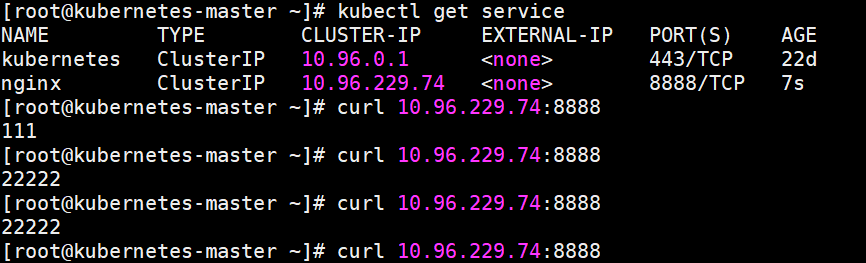 [root@kubernetes-master ~]# kubectl get service
NAME         TYPE        CLUSTER-IP     EXTERNAL-IP   PORT(S)    AGE
kubernetes   ClusterIP   10.96.0.1      <none>        443/TCP    22d
nginx        ClusterIP   10.96.229.74   <none>        8888/TCP   7s
[root@kubernetes-master ~]# curl 10.96.229.74:8888
111
[root@kubernetes-master ~]# curl 10.96.229.74:8888
22222
[root@kubernetes-master ~]# curl 10.96.229.74:8888
22222
[root@kubernetes-master ~]# curl 10.96.229.74:8888